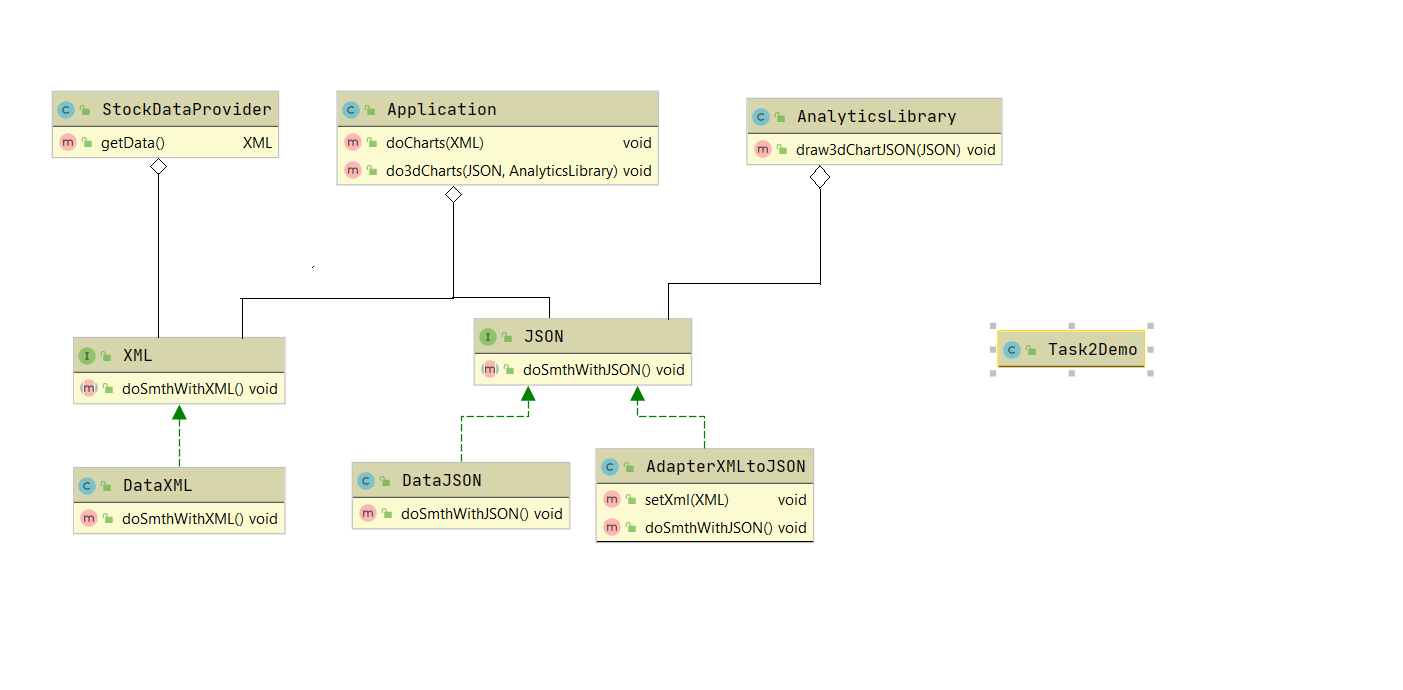 C StockDataProvider
m getData() XML
C Application
m doCharts(XML) void
m do3dCharts(JSON, AnalyticsLibrary) void
C AnalyticsLibrary
m draw3dChartJSON(JSON) void
I XML
m doSmthWithXML() void
I JSON
m doSmthWithJSON() void
C Task2Demo
C DataXML
m doSmthWithXML() void
C DataJSON
m doSmthWithJSON() void
C AdapterXMLtoJSON
m setXml(XML) void
m doSmthWithJSON() void